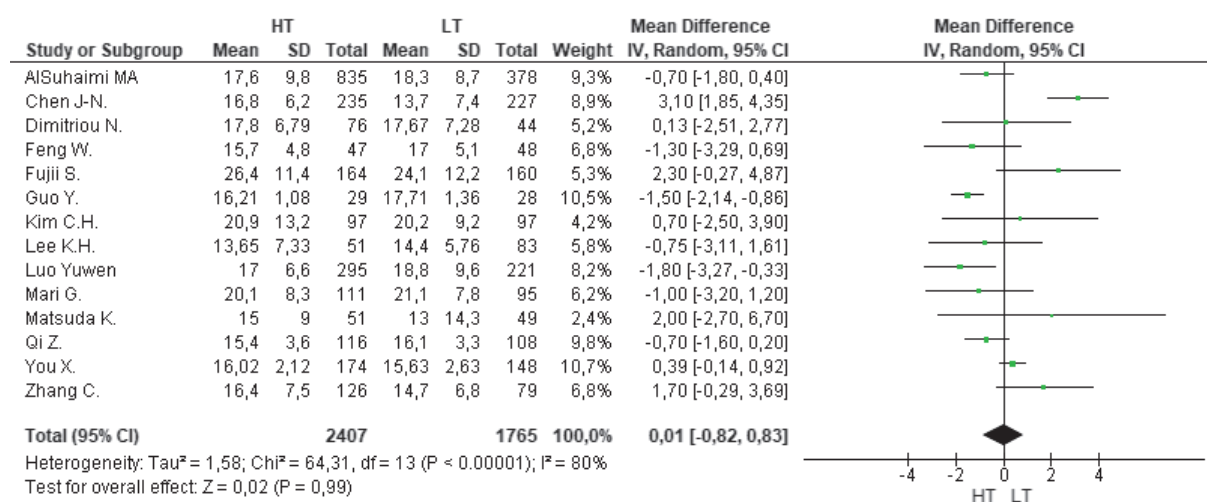 HT LT Mean Difference Mean Difference
Study or Subgroup Mean SD Total Mean SD Total Weight IV, Random, 95% CI IV, Random, 95% CI
AlSuhaimi MA 17,6 9,8 835 18,3 8,7 378 9,3% -0,70 [-1,80, 0,40]
Chen J-N. 16,8 6,2 235 13,7 7,4 227 8,9% 3,10 [1,85, 4,35]
Dimitriou N. 17,8 6,79 76 17,67 7,28 44 5,2% 0,13 [-2,51, 2,77]
Feng W. 15,7 4,8 47 17 5,1 48 6,8% -1,30 [-3,29, 0,69]
Fujii S. 26,4 11,4 164 24,1 12,2 160 5,3% 2,30 [-0,27, 4,87]
Guo Y. 16,21 1,08 29 17,71 1,36 28 10,5% -1,50 [-2,14, -0,86]
Kim C.H. 20,9 13,2 97 20,2 9,2 97 4,2% 0,70 [-2,50, 3,90]
Lee K.H. 13,65 7,33 51 14,4 5,76 83 5,8% -0,75 [-3,11, 1,61]
Luo Yuwen 17 6,6 295 18,8 9,6 221 8,2% -1,80 [-3,27, -0,33]
Mari G. 20,1 8,3 111 21,1 7,8 95 6,2% -1,00 [-3,20, 1,20]
Matsuda K. 15 9 51 13 14,3 49 2,4% 2,00 [-2,70, 6,70]
Qi Z. 15,4 3,6 116 16,1 3,3 108 9,8% -0,70 [-1,60, 0,20]
You X. 16,02 2,12 174 15,63 2,63 148 10,7% 0,39 [-0,14, 0,92]
Zhang C. 16,4 7,5 126 14,7 6,8 79 6,8% 1,70 [-0,29, 3,69]
Total (95% CI) 2407 1765 100,0% 0,01 [-0,82, 0,83]
Heterogeneity: Tau² = 1,58; Chi² = 64,31, df = 13 (P < 0.00001); I² = 80%
Test for overall effect: Z = 0,02 (P = 0,99)
-4 -2 0 2 4
HT LT